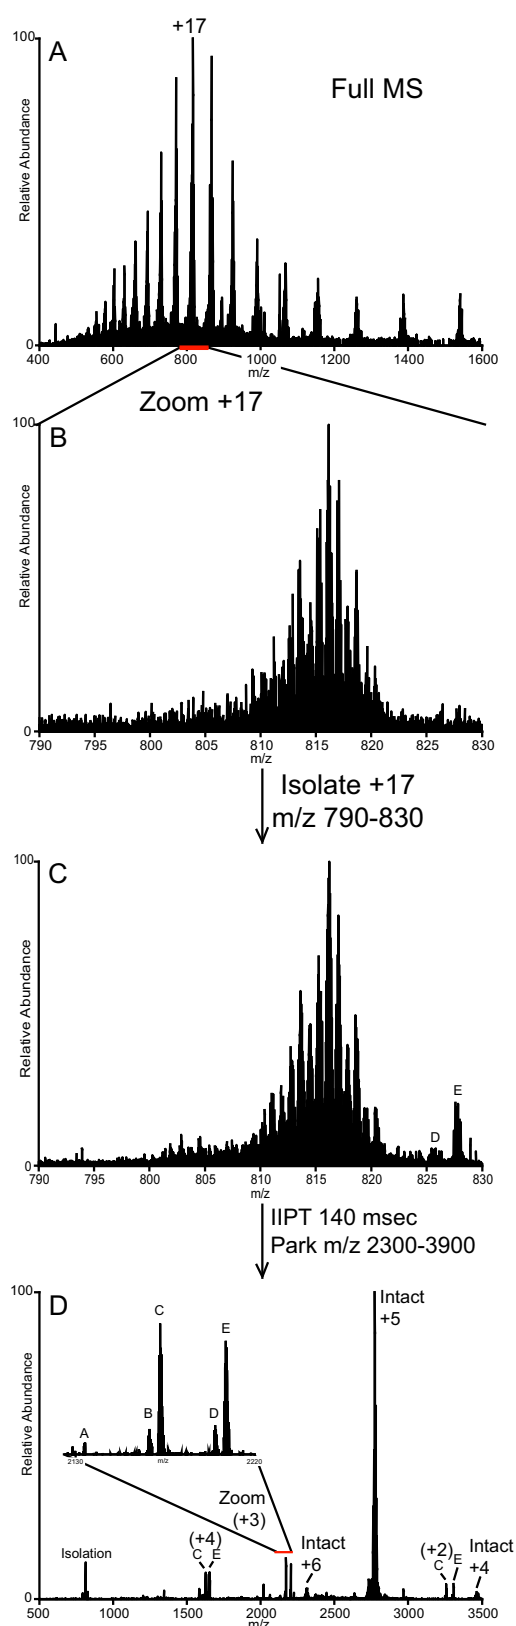 +17
100
A
Full MS
Relative Abundance
0
400 600 800 1000 1200 1400 1600
m/z
Zoom +17
100
B
Relative Abundance
0
790 795 800 805 810 815 820 825 830
m/z
Isolate +17
m/z 790-830
100
C
Relative Abundance
E
D
0
790 795 800 805 810 815 820 825 830
m/z
IIPT 140 msec
Park m/z 2300-3900
100
D
Intact
+5
C
E
B
D
A
2130 m/z 2220
Relative Abundance
Zoom
(+3)
Isolation
(+4)
C E
Intact
+6
(+2)
C E
Intact
+4
0
500 1000 1500 2000 2500 3000 3500
m/z